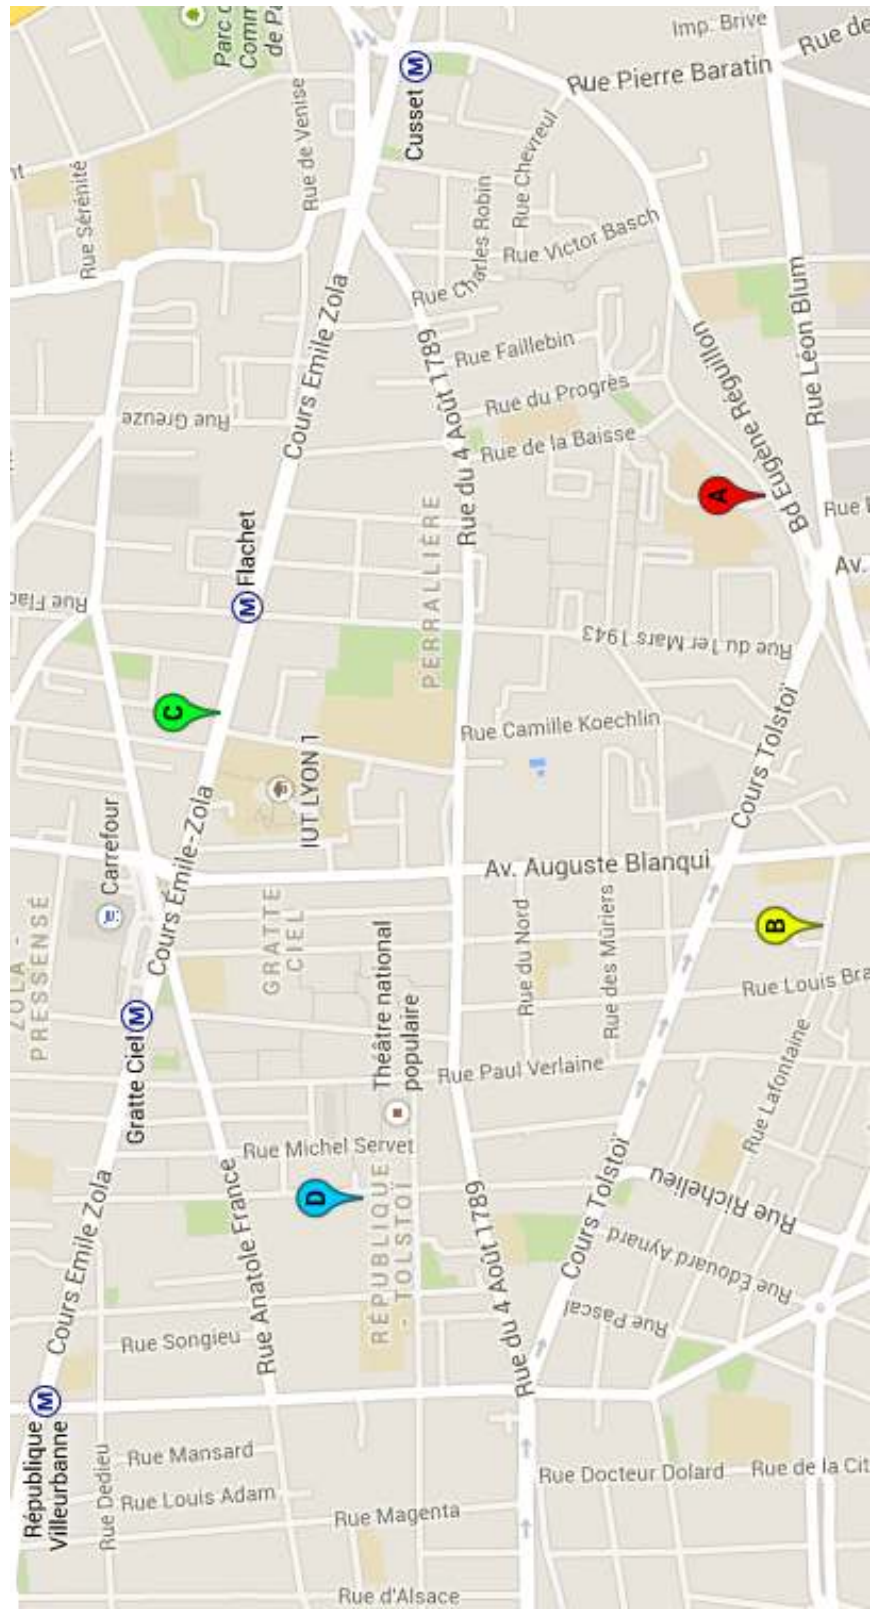 Parc
Comm
de Pa
Imp. Brive
Rue de
Rue Pierre Baratin
Cusset
M
Rue de Venise
Rue Sérénité
Rue Chevreul
Rue Charles Robin
Rue Victor Basch
Cours Emile Zola
Rue du 4 Août 1789
Rue Faillebin
Rue du Progrès
Rue de la Baisse
Bd Eugène Réguillon
Rue Léon Blum
Rue Greuze
A
Rue
Av.
M
Flachet
PERRALLIÈRE
Rue Flac
Rue du 1er Mars 1943
C
Rue Camille Koechlin
Cours Tolstoï
IUT LYON 1
Carrefour
Cours Émile-Zola
Av. Auguste Blanqui
ZOLA -
PRESSENSÉ
GRATTE
CIEL
B
Rue du Nord
Rue des Mûriers
Rue Louis Bra
Gratte Ciel
M
Théâtre national
populaire
Rue Paul Verlaine
Rue Lafontaine
Rue Michel Servet
D
RÉPUBLIQUE
- TOLSTOÏ
Cours Emile Zola
Rue Anatole France
Rue du 4 Août 1789
Cours Tolstoï
Rue Richelieu
Rue Édouard Aynard
Rue Pascal
Rue Songieu
M
République
Villeurbanne
Rue Dedieu
Rue Mansard
Rue Louis Adam
Rue Magenta
Rue Docteur Dolard
Rue de la Cit
Rue d'Alsace